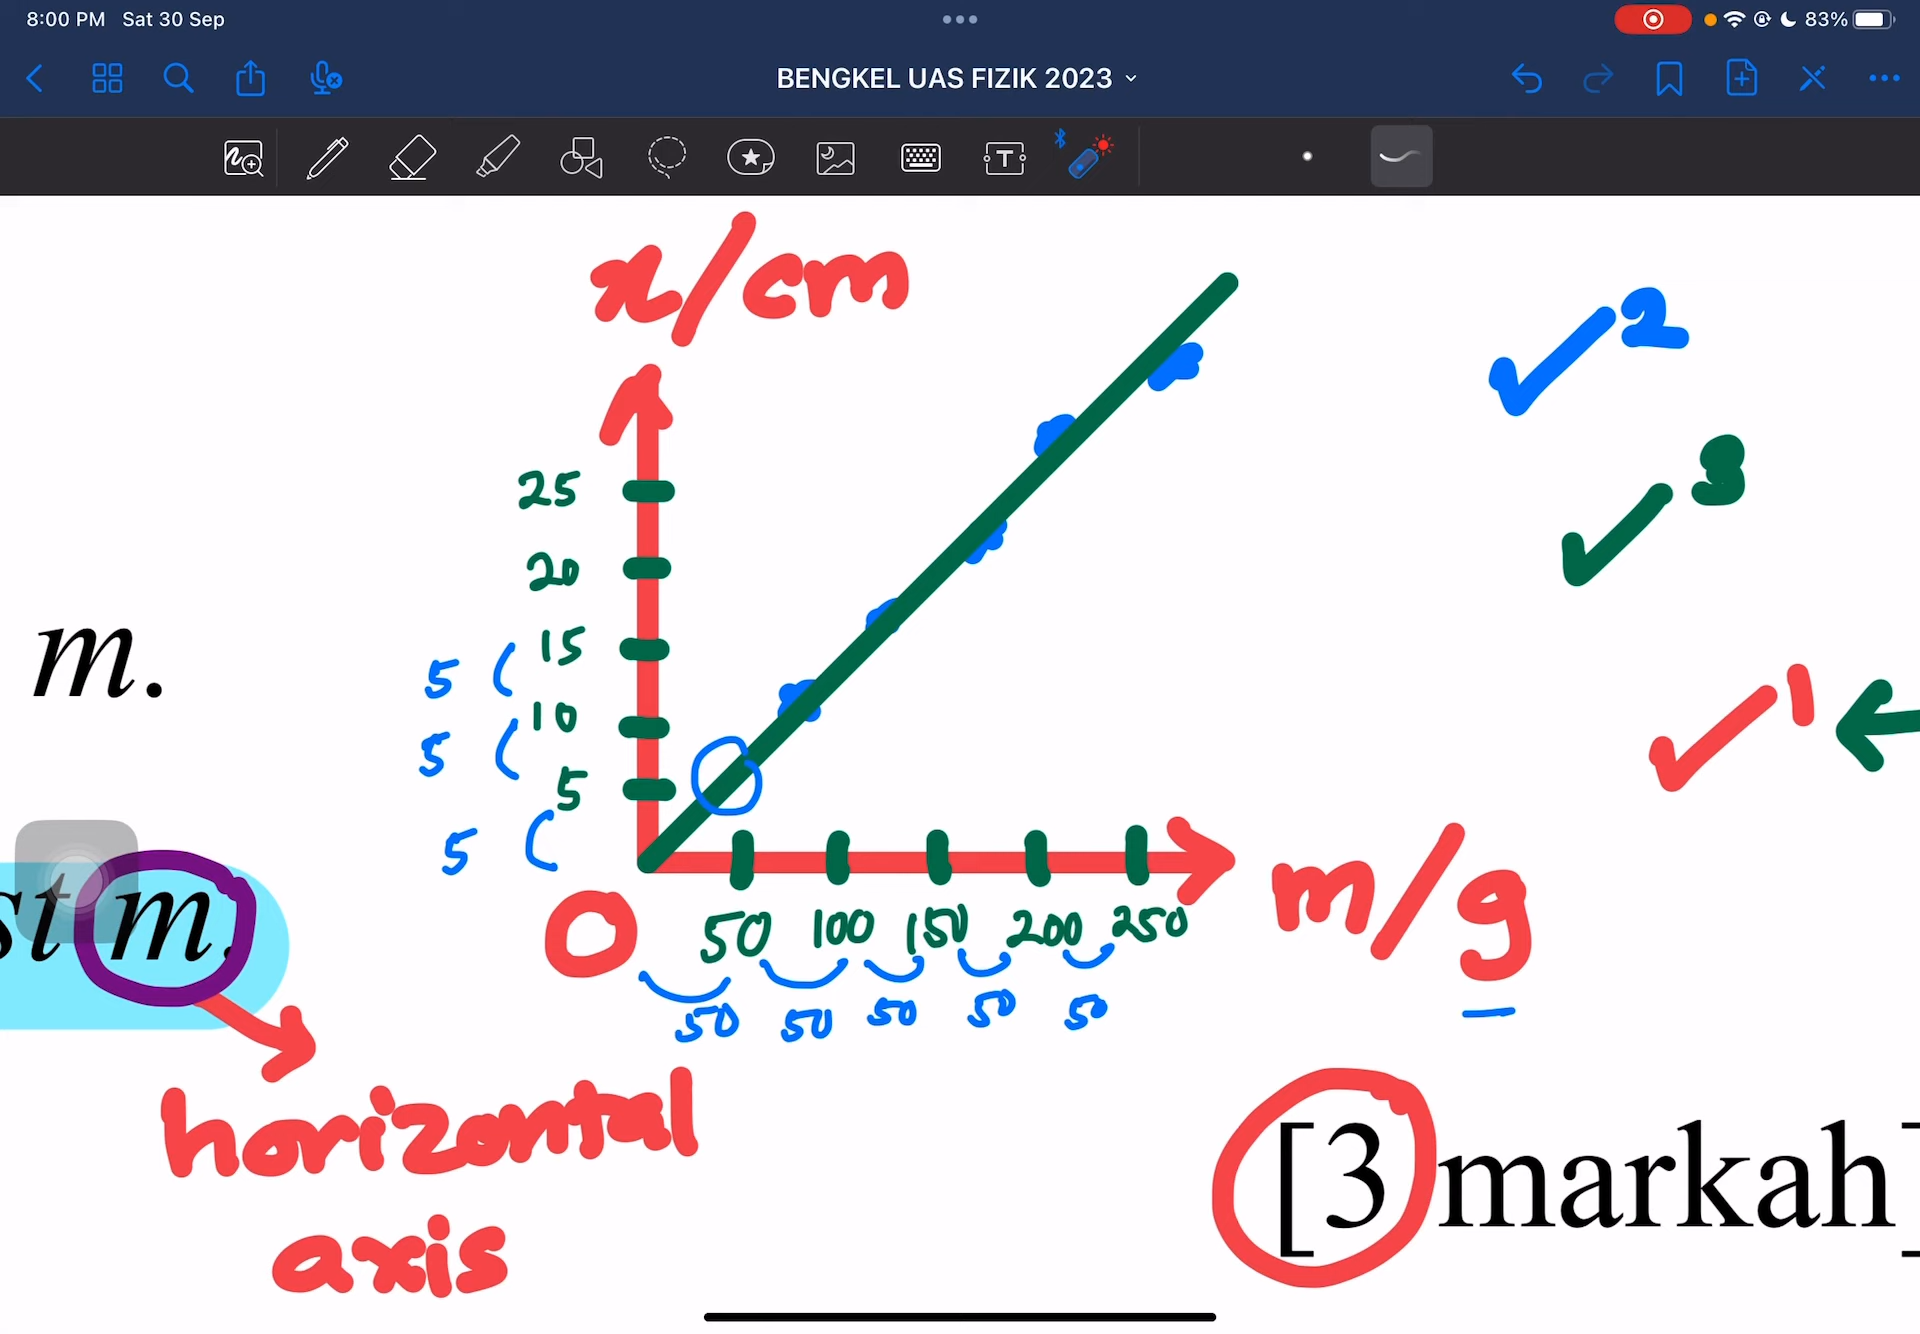 8:00 PM Sat 30 Sep
83%
BENGKEL UAS FIZIK 2023
T
x/cm
2
3
25
20
15
10
5
5
5
5
m.
1
st m.
0
50 100 150 200 250
m/g
50 50 50 50 50
horizontal
axis
[3 markah]